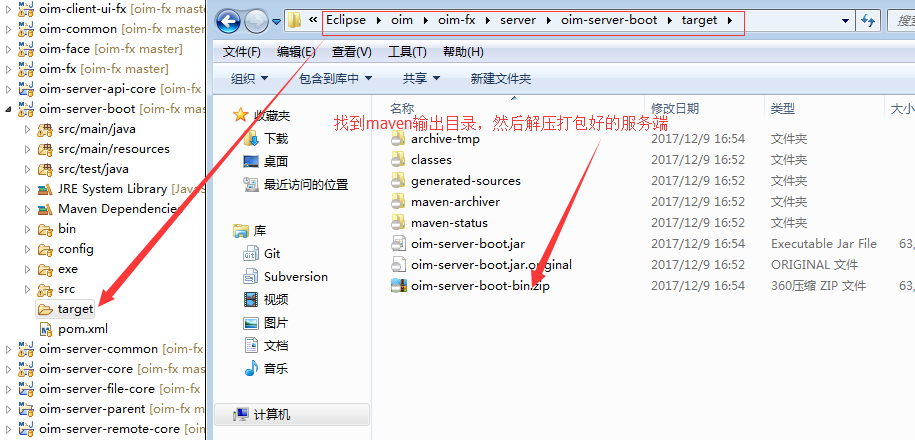 oim-client-ui-fx [oim-fx
oim-common [oim-fx master]
oim-face [oim-fx master]
oim-fx [oim-fx master]
oim-server-api-core [oim-fx
oim-server-boot [oim-fx mast
src/main/java
src/main/resources
src/test/java
JRE System Library [JavaS
Maven Dependencies
bin
config
exe
src
target
pom.xml
oim-server-common [oim-fx
oim-server-core [oim-fx mas
oim-server-file-core [oim-fx
oim-server-parent [oim-fx m
oim-server-remote-core [oim
« Eclipse oim oim-fx server oim-server-boot target
搜索
文件(F) 编辑(E) 查看(V) 工具(T) 帮助(H)
组织 包含到库中 共享 新建文件夹
收藏夹
下载
桌面
最近访问的位置
库
Git
Subversion
视频
图片
文档
音乐
计算机
名称 修改日期 类型 大小
找到maven输出目录，然后解压打包好的服务端
archive-tmp 2017/12/9 16:54 文件夹
classes 2017/12/9 16:52 文件夹
generated-sources 2017/12/9 16:52 文件夹
maven-archiver 2017/12/9 16:52 文件夹
maven-status 2017/12/9 16:52 文件夹
oim-server-boot.jar 2017/12/9 16:54 Executable Jar File 63,
oim-server-boot.jar.original 2017/12/9 16:52 ORIGINAL 文件
oim-server-boot-bin.zip 2017/12/9 16:54 360压缩 ZIP 文件 63,